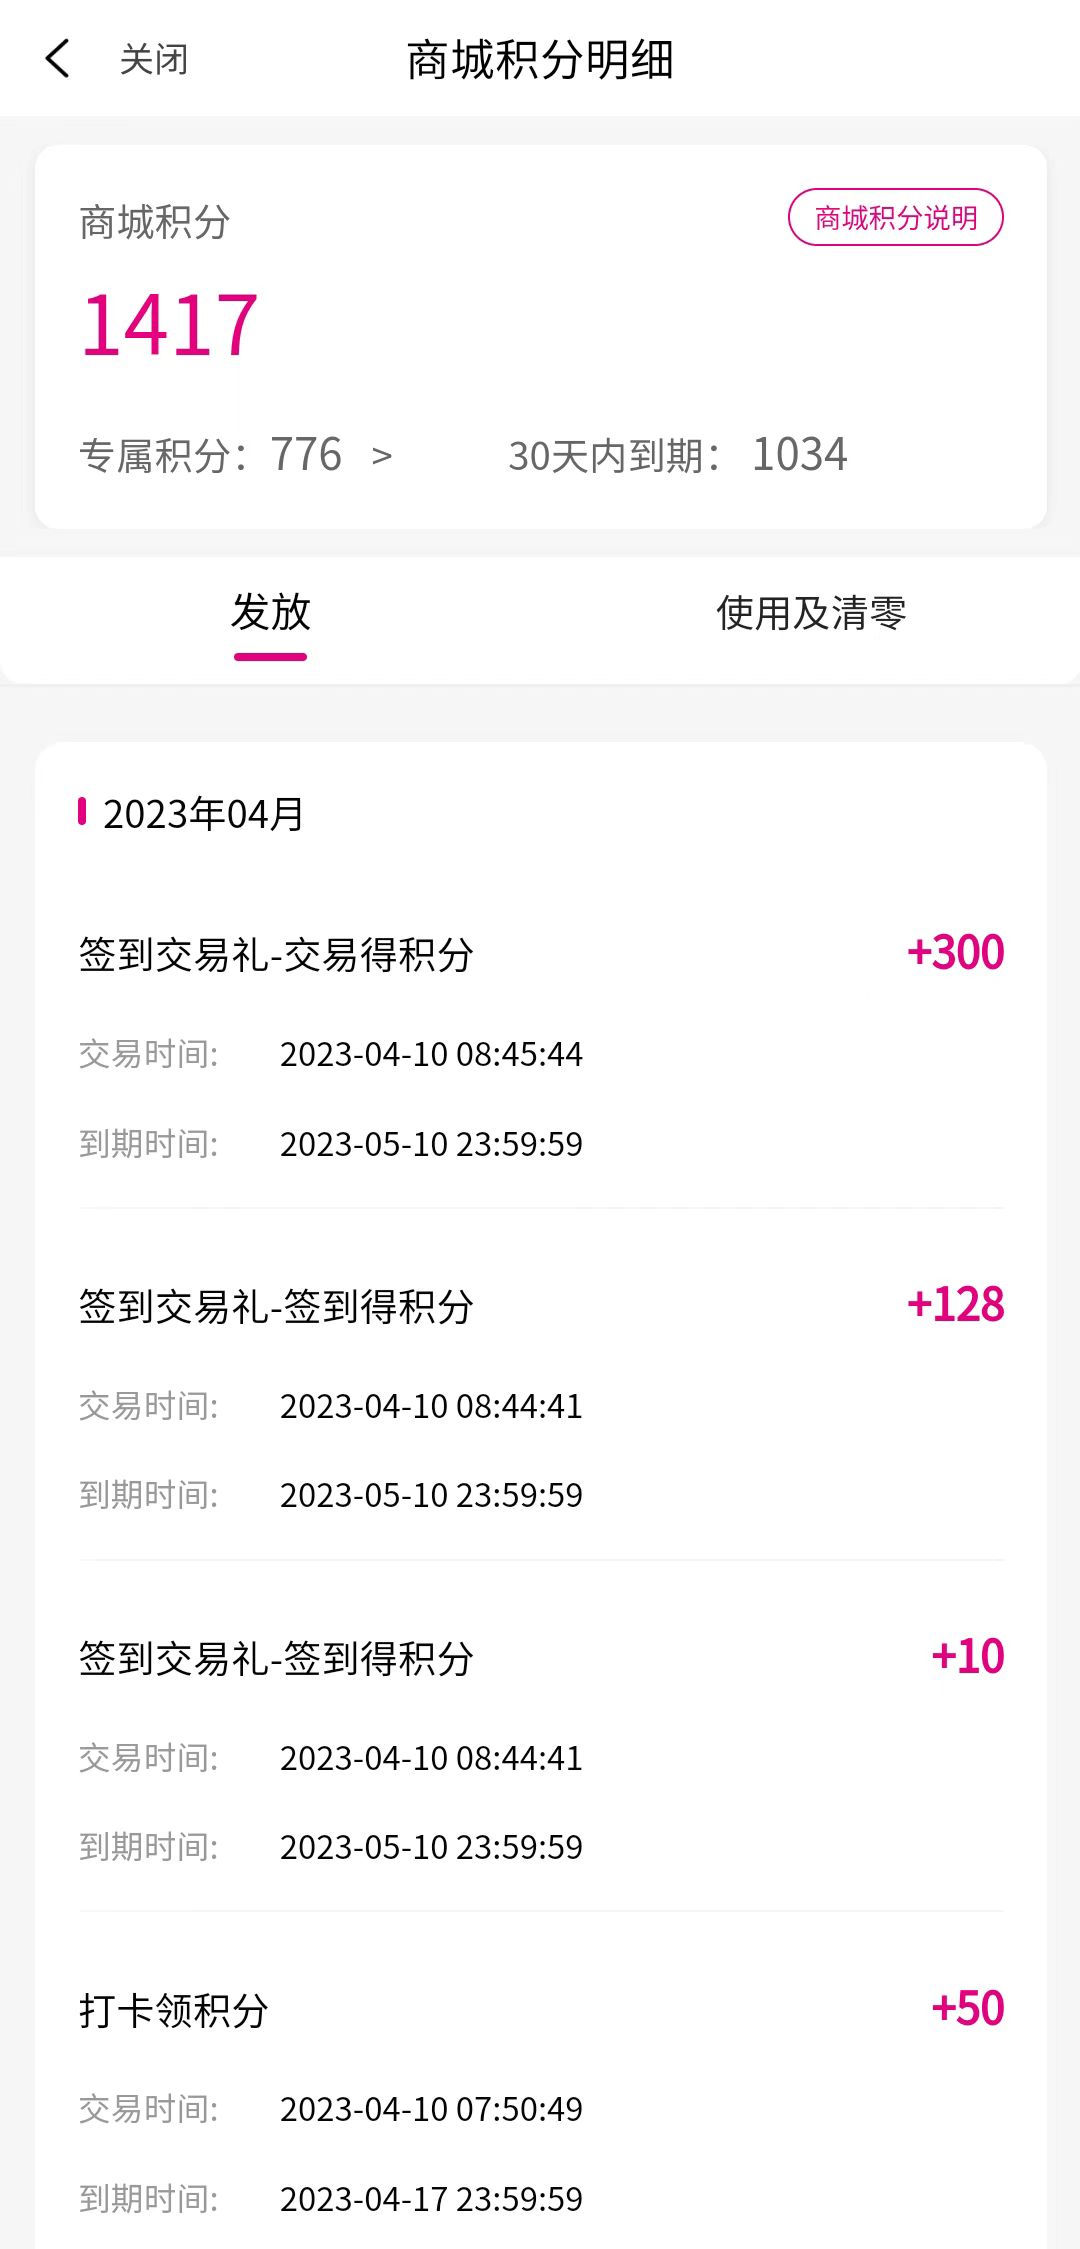 关闭 商城积分明细
商城积分 商城积分说明
1417
专属积分：776 > 30天内到期：1034
发放 使用及清零
2023年04月
签到交易礼-交易得积分 +300
交易时间: 2023-04-10 08:45:44
到期时间: 2023-05-10 23:59:59
签到交易礼-签到得积分 +128
交易时间: 2023-04-10 08:44:41
到期时间: 2023-05-10 23:59:59
签到交易礼-签到得积分 +10
交易时间: 2023-04-10 08:44:41
到期时间: 2023-05-10 23:59:59
打卡领积分 +50
交易时间: 2023-04-10 07:50:49
到期时间: 2023-04-17 23:59:59